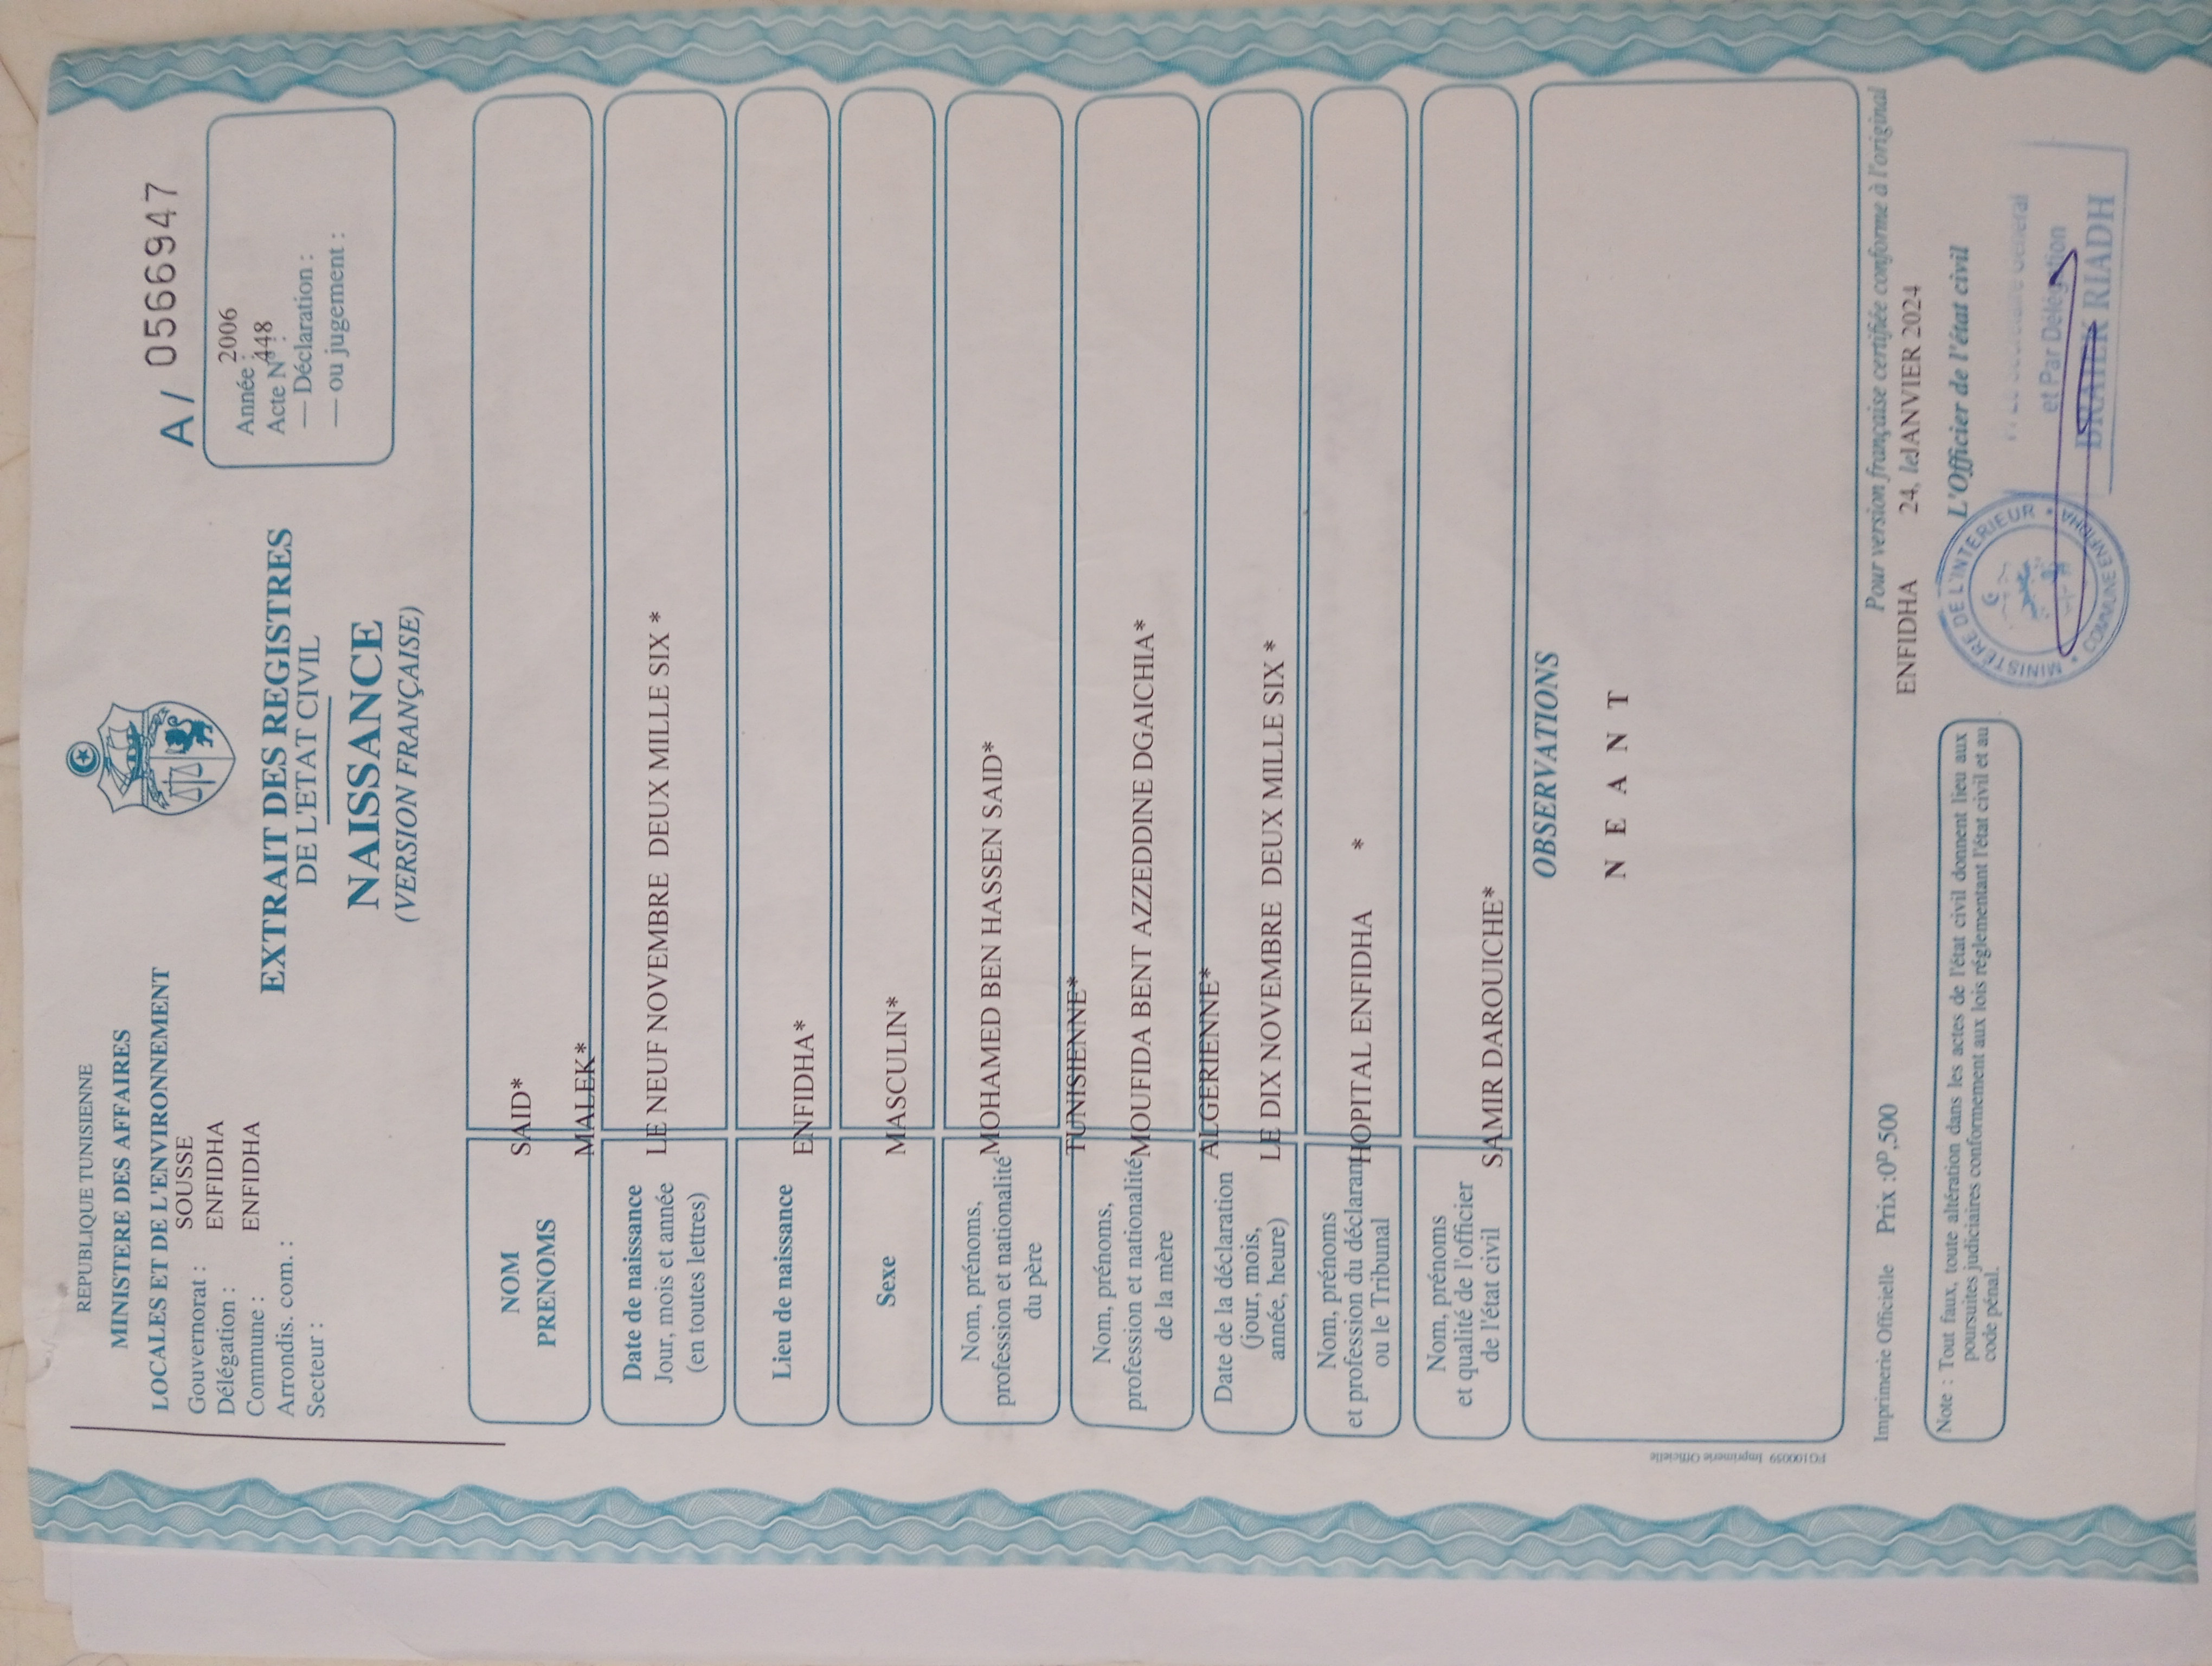 REPUBLIQUE TUNISIENNE
MINISTERE DES AFFAIRES
LOCALES ET DE L'ENVIRONNEMENT
Gouvernorat : SOUSSE
Délégation : ENFIDHA
Commune : ENFIDHA
Arrondis. com. :
Secteur :
EXTRAIT DES REGISTRES
DE L'ETAT CIVIL
NAISSANCE
(VERSION FRANÇAISE)
A/ 0566947
Année : 2006
Acte N° : 448
— Déclaration :
— ou jugement :
NOM SAID*
PRENOMS MALEK*
Date de naissance
Jour, mois et année
(en toutes lettres)
LE NEUF NOVEMBRE DEUX MILLE SIX *
Lieu de naissance ENFIDHA*
Sexe MASCULIN*
Nom, prénoms,
profession et nationalité
du père
MOHAMED BEN HASSEN SAID*
TUNISIENNE*
Nom, prénoms,
profession et nationalité
de la mère
MOUFIDA BENT AZZEDDINE DGAICHIA*
ALGERIENNE*
Date de la déclaration
(jour, mois,
année, heure)
LE DIX NOVEMBRE DEUX MILLE SIX *
Nom, prénoms
et profession du déclarant
ou le Tribunal
HOPITAL ENFIDHA *
Nom, prénoms
et qualité de l'officier
de l'état civil
SAMIR DAROUICHE*
OBSERVATIONS
N E A N T
FG100059 Imprimerie Officielle
Imprimerie Officielle Prix :0ᴰ,500
Pour version française certifiée conforme à l'original
ENFIDHA 24, le JANVIER 2024
L'Officier de l'état civil
Note : Tout faux, toute altération dans les actes de l'état civil donnent lieu aux
poursuites judiciaires conformement aux lois réglementant l'état civil et au
code pénal.
MINISTÈRE DE L'INTERIEUR * COMMUNE ENFIDHA *
et Par Délégation
RIADH